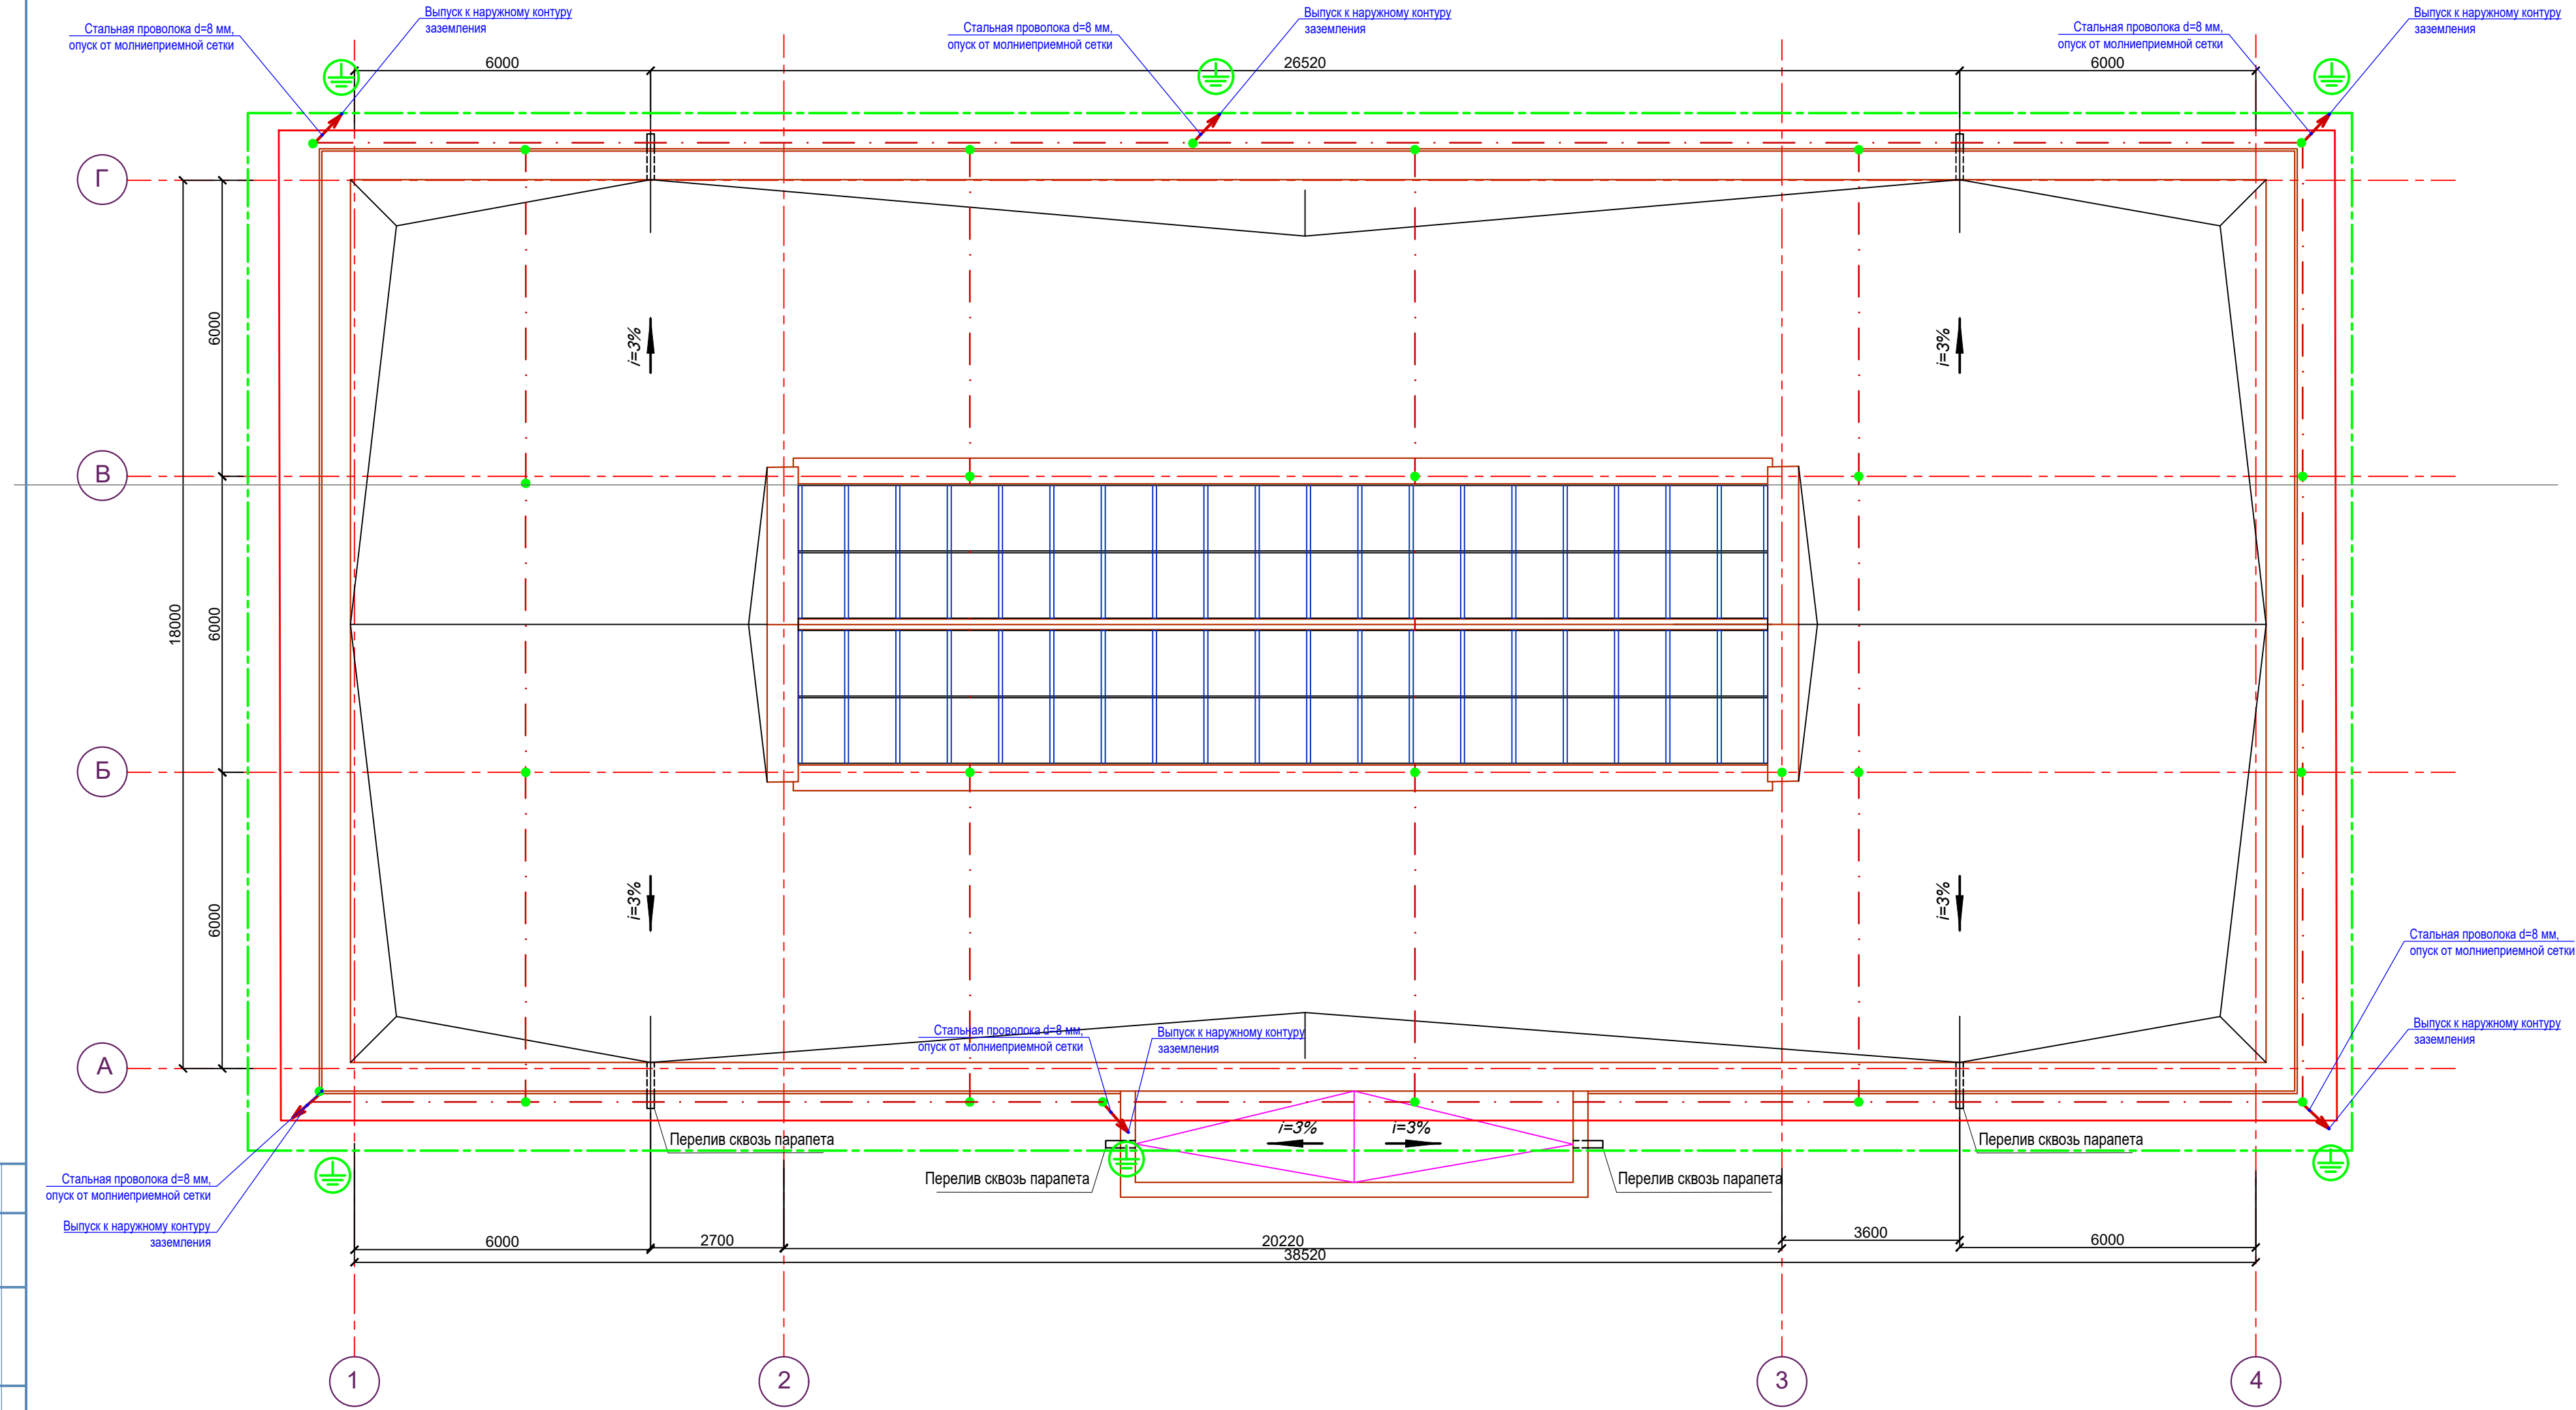 Выпуск к наружному контуру
заземления
Стальная проволока d=8 мм,
опуск от молниеприемной сетки
Выпуск к наружному контуру
заземления
Стальная проволока d=8 мм,
опуск от молниеприемной сетки
Выпуск к наружному контуру
заземления
Стальная проволока d=8 мм,
опуск от молниеприемной сетки
6000
26520
6000
Г
В
Б
А
6000
6000
6000
18000
i=3%
i=3%
i=3%
i=3%
Стальная проволока d=8 мм,
опуск от молниеприемной сетки
Выпуск к наружному контуру
заземления
Стальная проволока d=8 мм,
опуск от молниеприемной сетки
Выпуск к наружному контуру
заземления
i=3%
i=3%
Перелив сквозь парапета
Перелив сквозь парапета
Перелив сквозь парапета
Перелив сквозь парапета
Стальная проволока d=8 мм,
опуск от молниеприемной сетки
Выпуск к наружному контуру
заземления
6000
2700
20220
3600
6000
38520
1
2
3
4